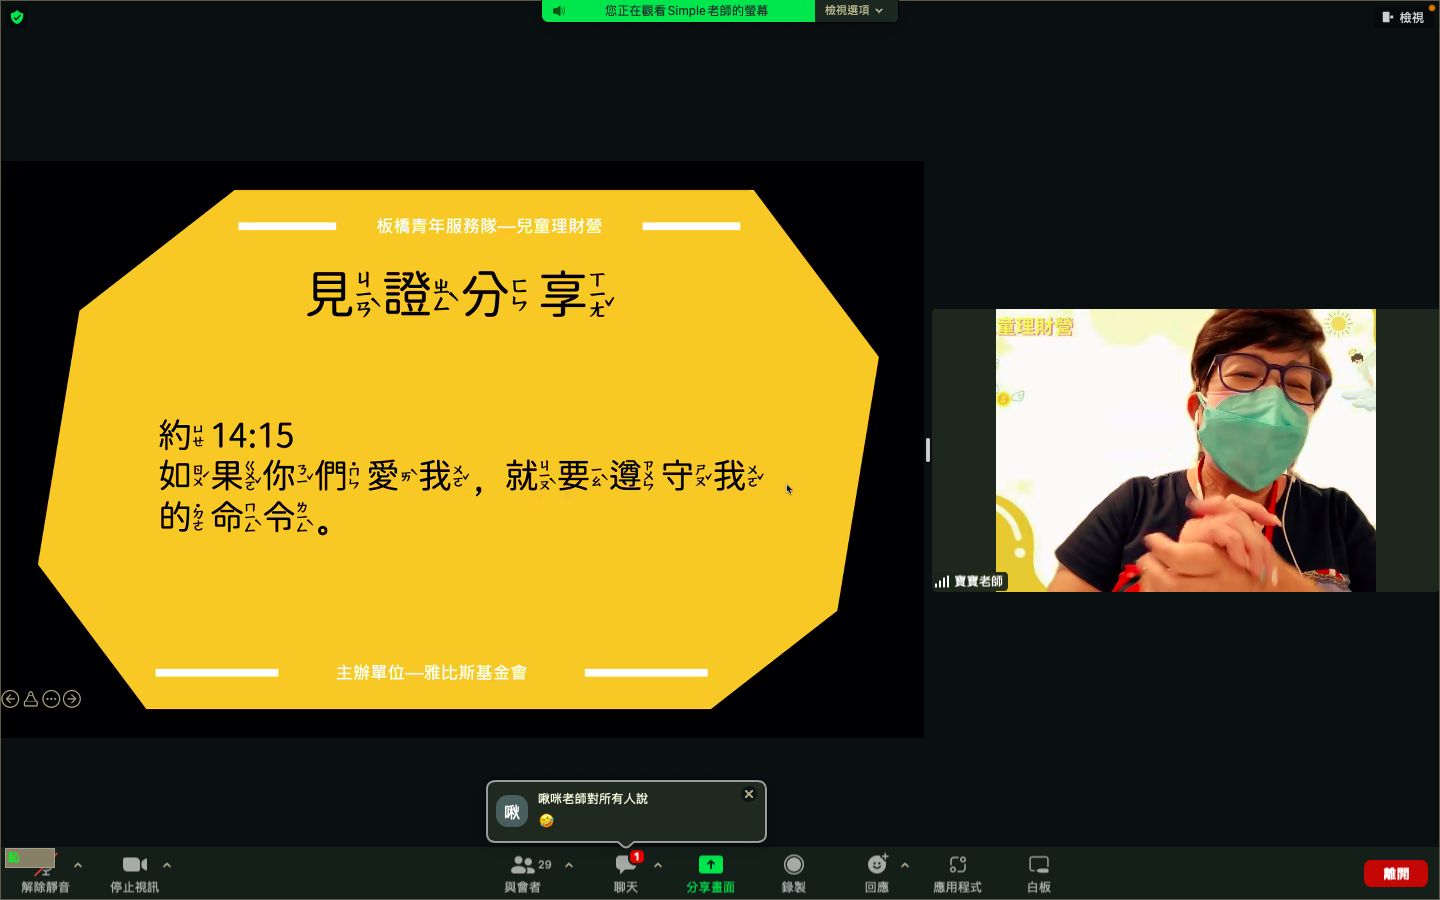 您正在觀看Simple老師的螢幕
檢視選項
檢視
板橋青年服務隊—兒童理財營
見ㄐㄧㄢˋ證ㄓㄥˋ分ㄈㄣ享ㄒㄧㄤˇ
約ㄩㄝ14:15
如ㄖㄨˊ果ㄍㄨㄛˇ你ㄋㄧˇ們ㄇㄣ˙愛ㄞˋ我ㄨㄛˇ，就ㄐㄧㄡˋ要ㄧㄠˋ遵ㄗㄨㄣ守ㄕㄡˇ我ㄨㄛˇ
的ㄉㄜ˙命ㄇㄧㄥˋ令ㄌㄧㄥˋ。
主辦單位—雅比斯基金會
童理財營
寶寶老師
啾
啾咪老師對所有人說
🤣
解除靜音
停止視訊
29
與會者
1
聊天
分享畫面
錄製
回應
應用程式
白板
離開